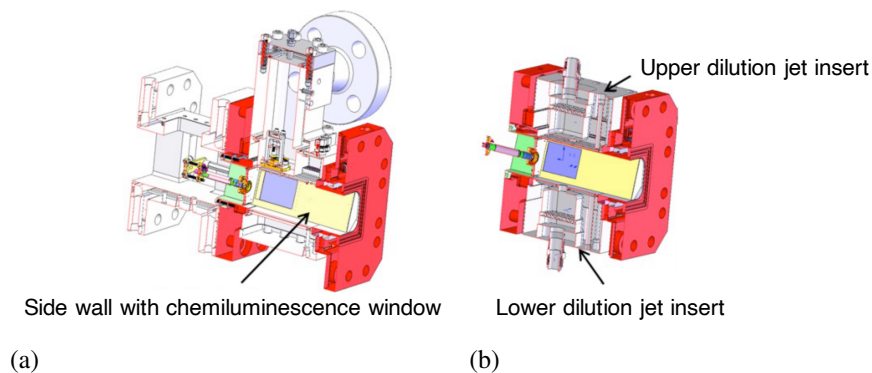 Upper dilution jet insert
Side wall with chemiluminescence window
Lower dilution jet insert
(a)
(b)